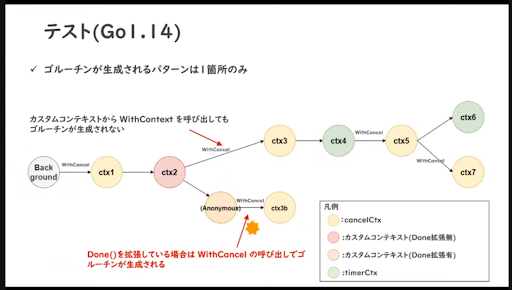 テスト(Go1.14)
✓ ゴルーチンが生成されるパターンは1箇所のみ
カスタムコンテキストから WithContext を呼び出しても
ゴルーチンが生成されない
ctx6
WithCancel
ctx3
ctx4
WithCancel
ctx5
Back
ground
WithCancel
ctx1
ctx2
WithCancel
ctx7
(Anonymous)
WithCancel
ctx3b
Done()を拡張している場合は WithCancel の呼び出しでゴ
ルーチンが生成される
凡例
:cancelCtx
:カスタムコンテキスト(Done拡張無)
:カスタムコンテキスト(Done拡張有)
:timerCtx